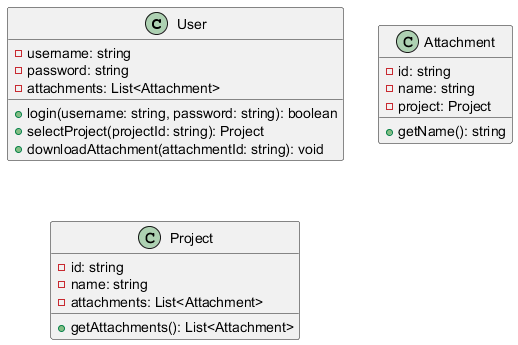 C User
username: string
password: string
attachments: List<Attachment>
login(username: string, password: string): boolean
selectProject(projectId: string): Project
downloadAttachment(attachmentId: string): void
C Attachment
id: string
name: string
project: Project
getName(): string
C Project
id: string
name: string
attachments: List<Attachment>
getAttachments(): List<Attachment>